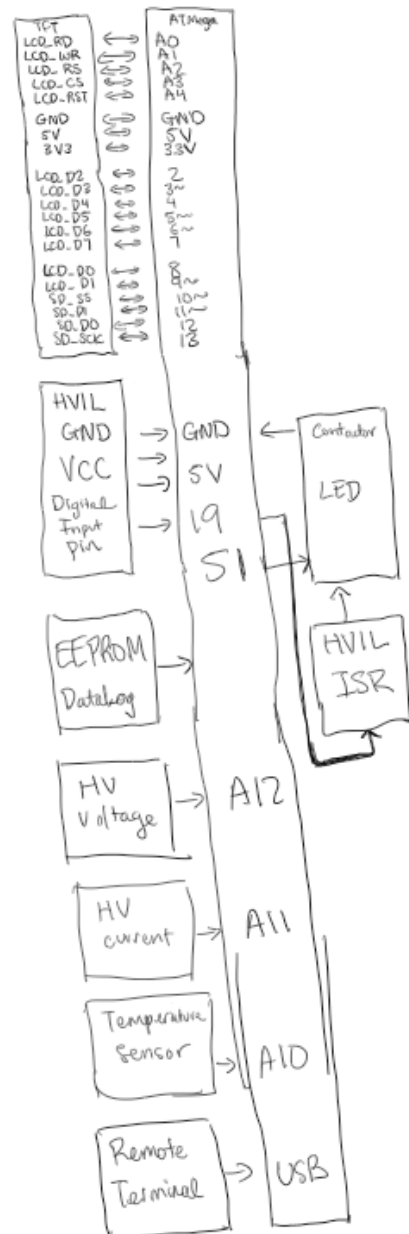 TFT ATMega
LCD_RD A0
LCD_WR A1
LCD_RS A2
LCD_CS A3
LCD_RST A4
GND GND
5V 5V
3V3 3.3V
LCD_D2 2
LCD_D3 3~
LCD_D4 4
LCD_D5 5~
LCD_D6 6~
LCD_D7 7
LCD_D0 8
LCD_D1 9~
SD_SS 10~
SD_DI 11~
SD_DO 12
SD_SCK 13
HVIL
GND GND Contactor
VCC 5V LED
Digital
Input 19
pin
51
HVIL
ISR
EEPROM
Datalog
HV
Voltage A12
HV
current A11
Temperature
Sensor A10
Remote
Terminal USB